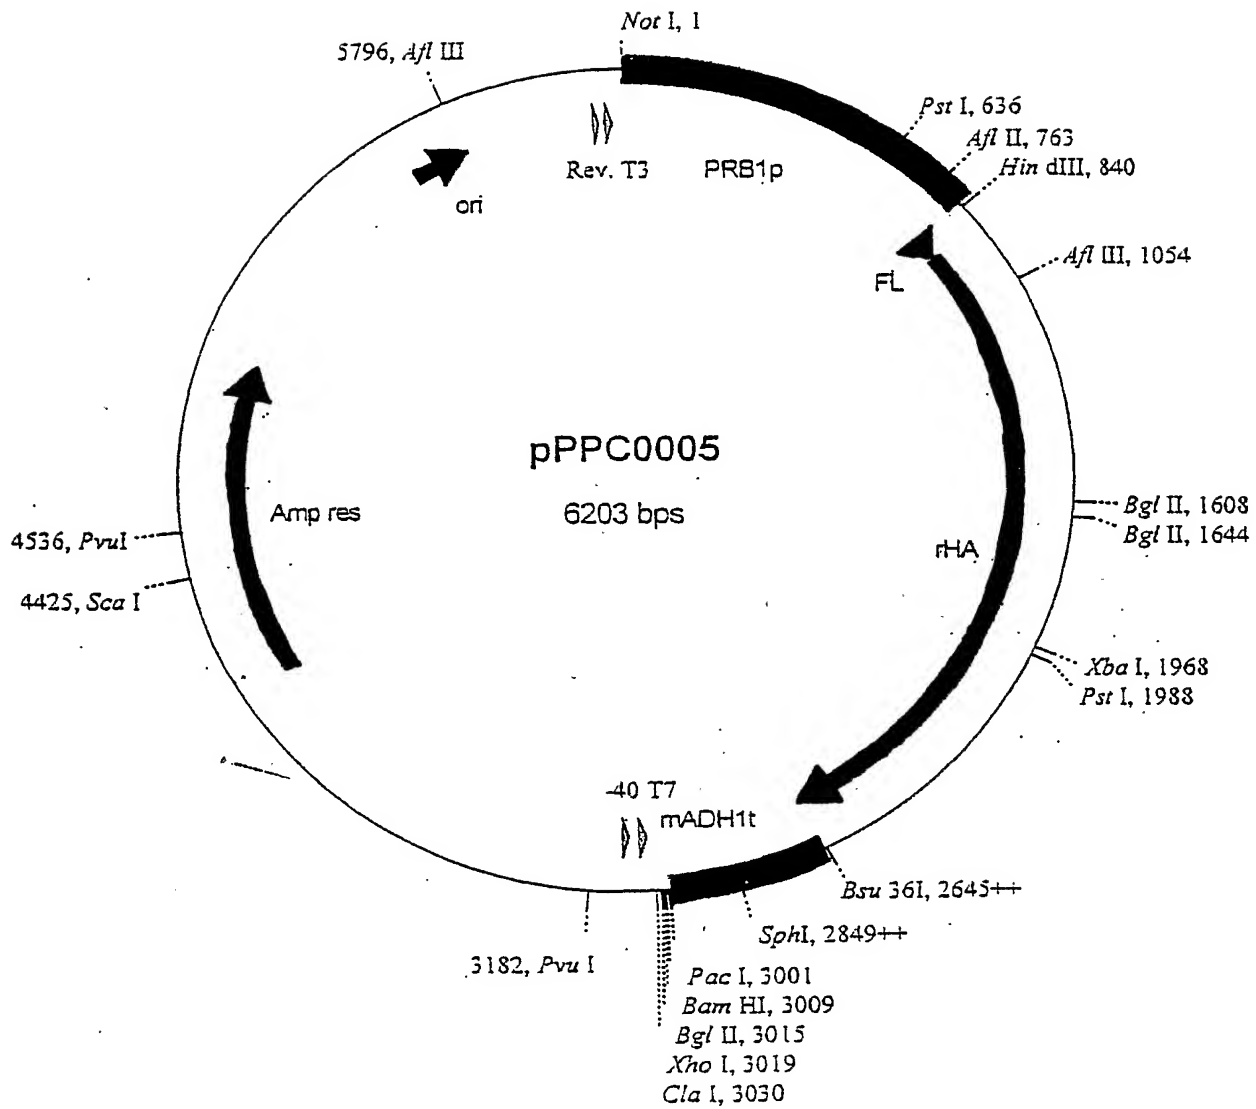 Not I, 1
5796, Afl III
Pst I, 636
Afl II, 763
Hin dIII, 840
Rev. T3
PRB1p
ori
Afl III, 1054
FL
pPPC0005
6203 bps
Amp res
Bgl II, 1608
Bgl II, 1644
4536, PvuI
rHA
4425, Sca I
Xba I, 1968
Pst I, 1988
-40 T7
mADH1t
Bsu 36I, 2645++
SphI, 2849++
3182, Pvu I
Pac I, 3001
Bam HI, 3009
Bgl II, 3015
Xho I, 3019
Cla I, 3030